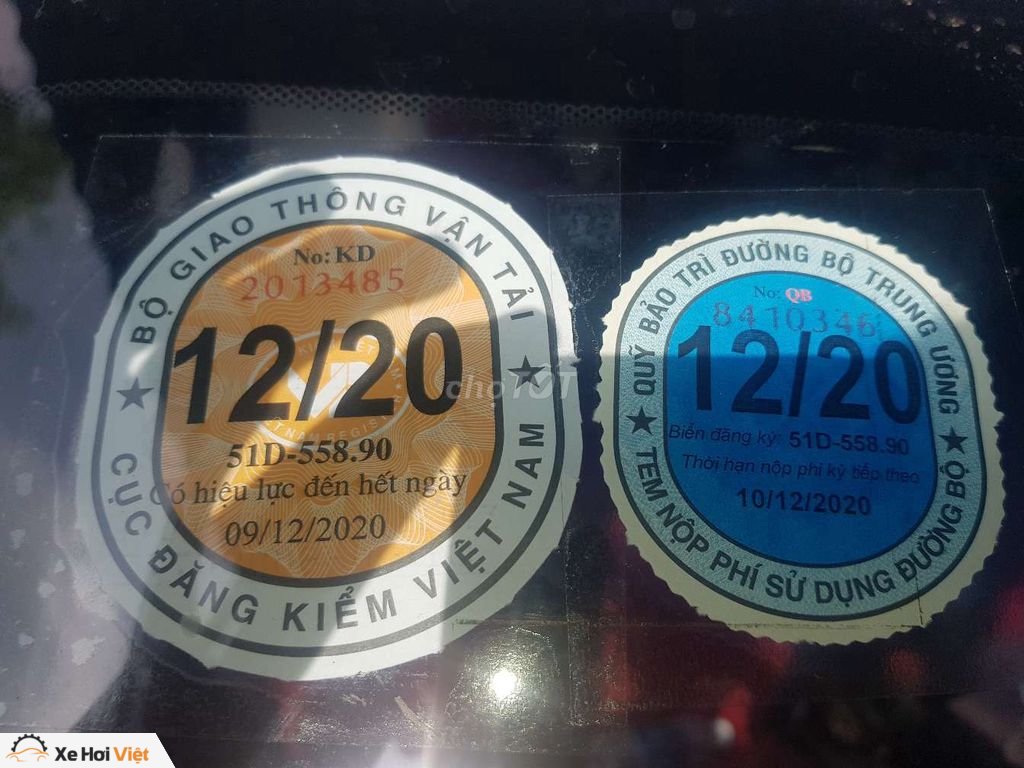 BỘ GIAO THÔNG VẬN TẢI
No: KD
2013485
12/20
51D-558.90
Có hiệu lực đến hết ngày
09/12/2020
CỤC ĐĂNG KIỂM VIỆT NAM
QUỸ BẢO TRÌ ĐƯỜNG BỘ TRUNG ƯƠNG
No: QB
8410346
12/20
Biển đăng ký: 51D-558.90
Thời hạn nộp phí kỳ tiếp theo
10/12/2020
TEM NỘP PHÍ SỬ DỤNG ĐƯỜNG BỘ
chợTỐT
Xe Hơi Việt